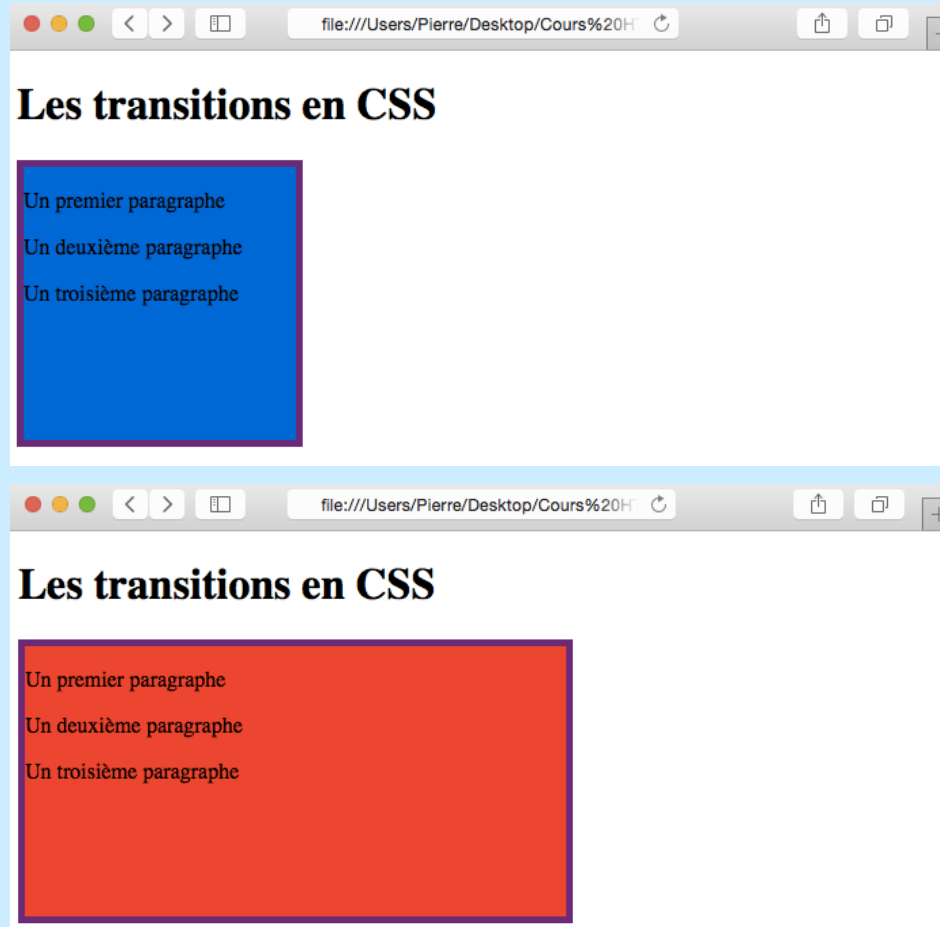 file:///Users/Pierre/Desktop/Cours%20H
Les transitions en CSS
Un premier paragraphe
Un deuxième paragraphe
Un troisième paragraphe
file:///Users/Pierre/Desktop/Cours%20H
Les transitions en CSS
Un premier paragraphe
Un deuxième paragraphe
Un troisième paragraphe